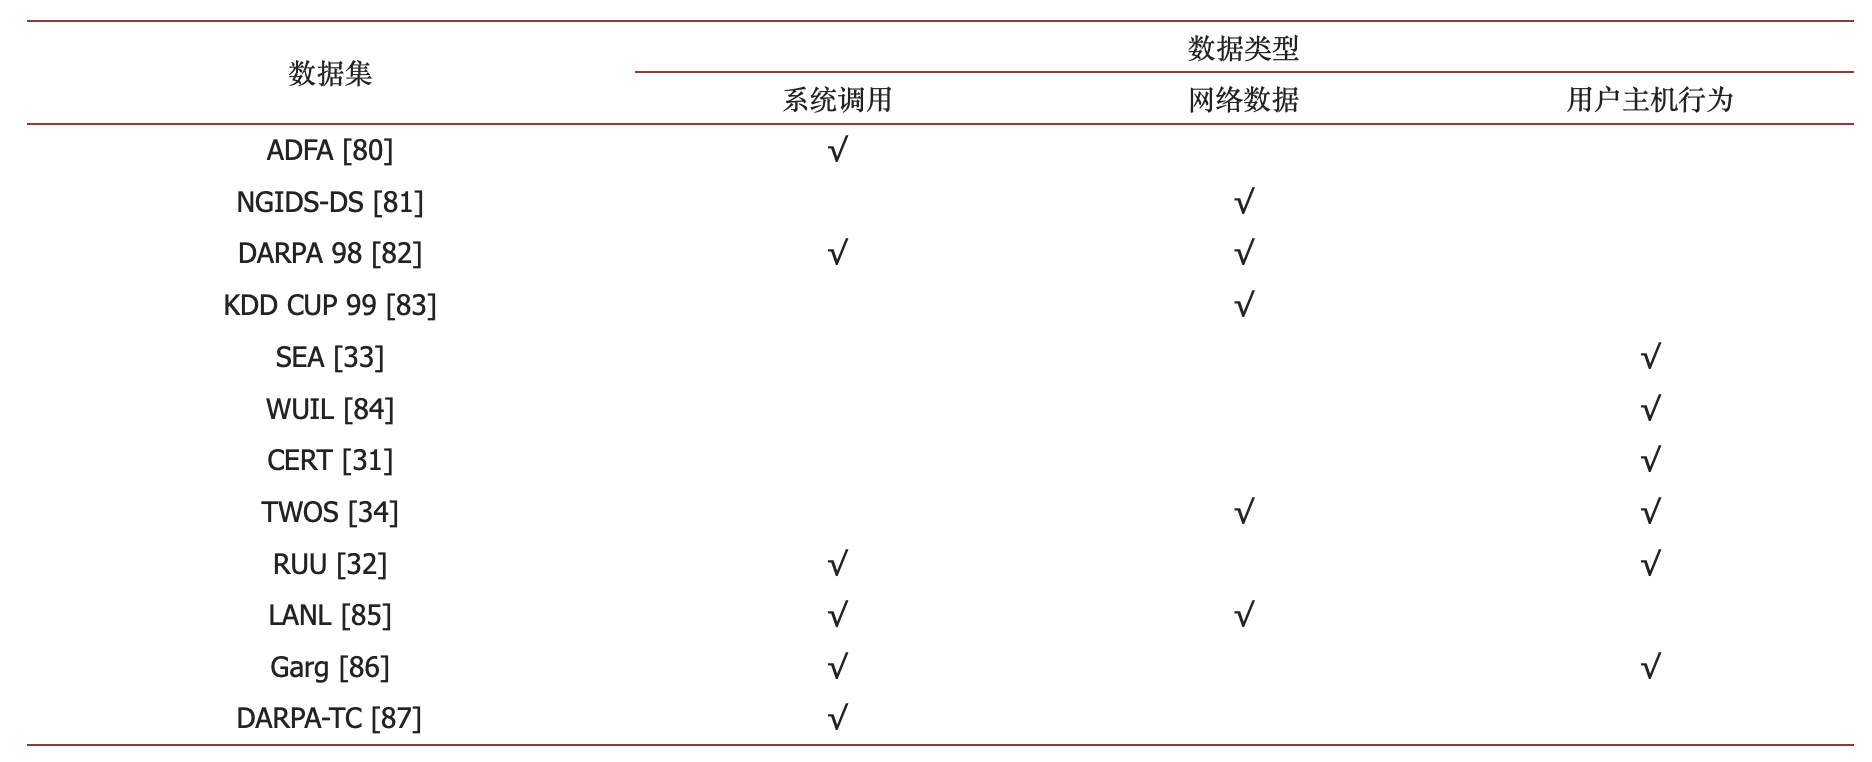 数据类型
数据集
系统调用 网络数据 用户主机行为
ADFA [80] √
NGIDS-DS [81] √
DARPA 98 [82] √ √
KDD CUP 99 [83] √
SEA [33] √
WUIL [84] √
CERT [31] √
TWOS [34] √ √
RUU [32] √ √
LANL [85] √ √
Garg [86] √ √
DARPA-TC [87] √